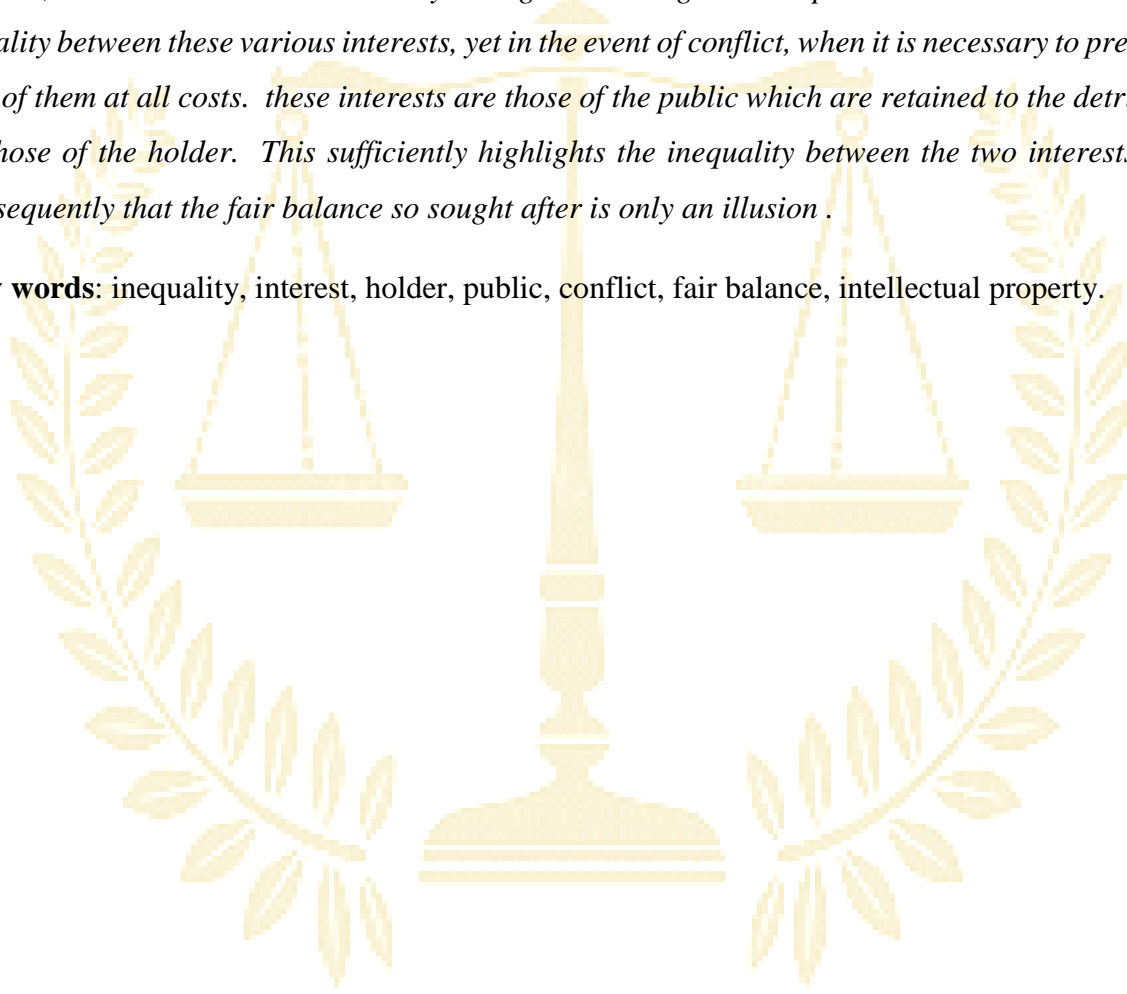 ality between these various interests, yet in the event of conflict, when it is necessary to pre
of them at all costs. these interests are those of the public which are retained to the detr
hose of the holder. This sufficiently highlights the inequality between the two interests
sequently that the fair balance so sought after is only an illusion .
words: inequality, interest, holder, public, conflict, fair balance, intellectual property.